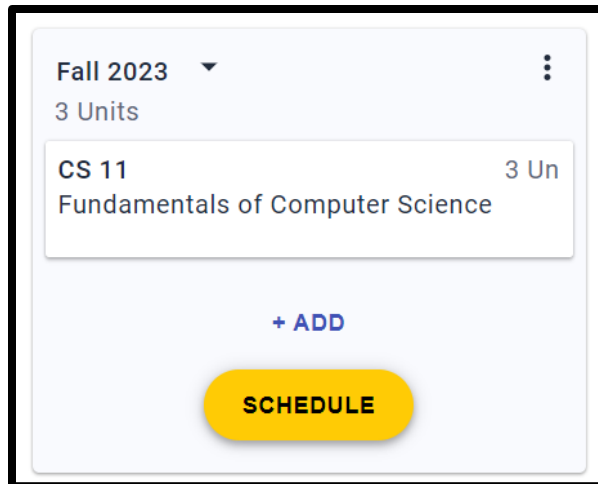 Fall 2023
3 Units
CS 11 3 Un
Fundamentals of Computer Science
+ ADD
SCHEDULE